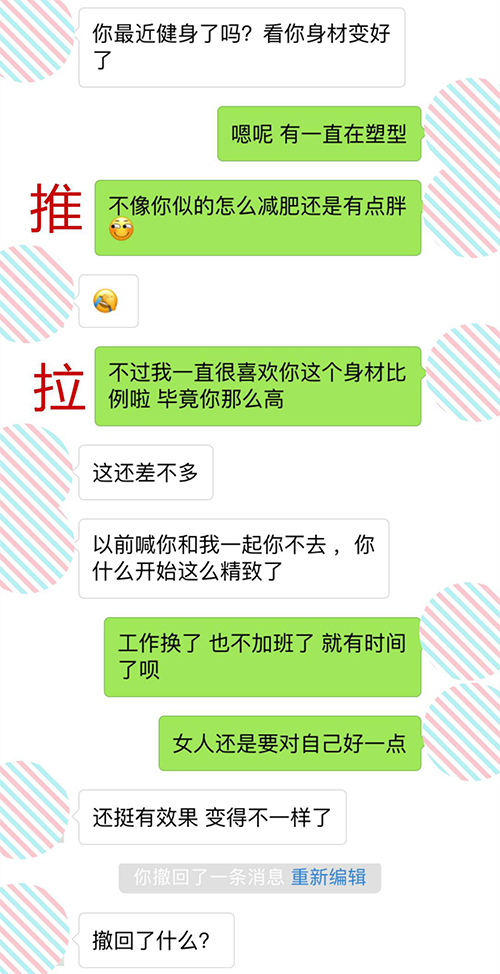 你最近健身了吗？看你身材变好
了
嗯呢 有一直在塑型
推
不像你似的怎么减肥还是有点胖
拉
不过我一直很喜欢你这个身材比
例啦 毕竟你那么高
这还差不多
以前喊你和我一起你不去，你
什么开始这么精致了
工作换了 也不加班了 就有时间
了呗
女人还是要对自己好一点
还挺有效果 变得不一样了
你撤回了一条消息 重新编辑
撤回了什么？